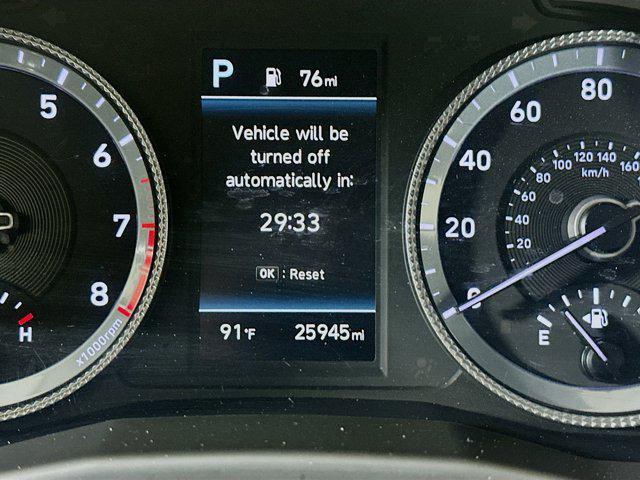 P 76mi
Vehicle will be
turned off
automatically in:
29:33
OK : Reset
91°F 25945mi
5
6
7
8
x1000rpm
H
80
60
40
20
0
20
40
60
80
100
120
140
160
km/h
E